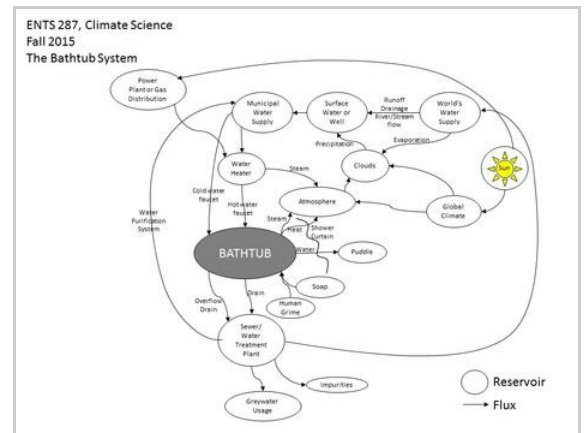 ENTS 287, Climate Science
Fall 2015
The Bathtub System
Power
Plant or Gas
Distribution
Municipal
Water
Supply
Surface
Water or
Well
Runoff
Drainage
River/Stream
flow
World's
Water
Supply
Precipitation
Evaporation
Sun
Water
Heater
Steam
Clouds
Cold water
faucet
Hot water
faucet
Atmosphere
Global
Climate
Water
Purification
System
Steam
Heat
Shower
Curtain
BATHTUB
Water
Puddle
Soap
Human
Grime
Overflow
Drain
Drain
Sewer/
Water
Treatment
Plant
Impurities
Greywater
Usage
Reservoir
Flux